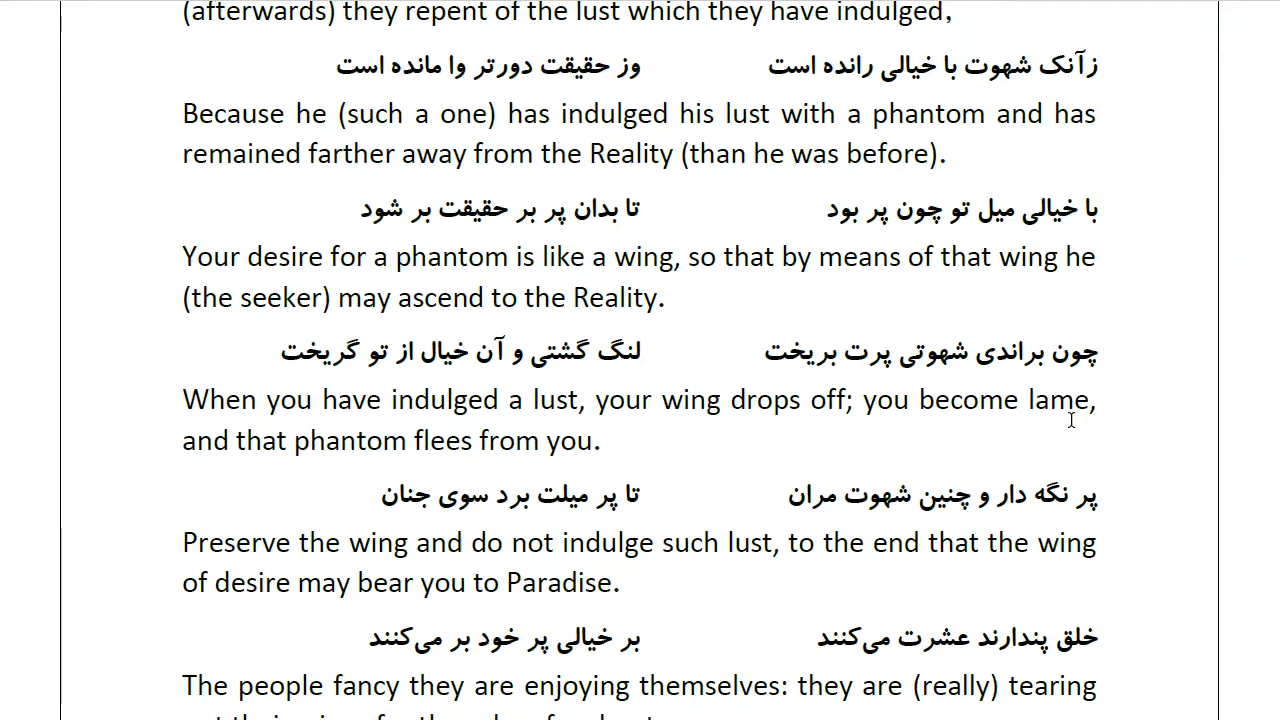 (afterwards) they repent of the lust which they have indulged,
زآنک شهوت با خیالی رانده است وز حقیقت دورتر وا مانده است
Because he (such a one) has indulged his lust with a phantom and has
remained farther away from the Reality (than he was before).
با خیالی میل تو چون پر بود تا بدان پر بر حقیقت بر شود
Your desire for a phantom is like a wing, so that by means of that wing he
(the seeker) may ascend to the Reality.
چون براندی شهوتی پرت بریخت لنگ گشتی و آن خیال از تو گریخت
When you have indulged a lust, your wing drops off; you become lame,
and that phantom flees from you.
پر نگه دار و چنین شهوت مران تا پر میلت برد سوی جنان
Preserve the wing and do not indulge such lust, to the end that the wing
of desire may bear you to Paradise.
خلق پندارند عشرت می‌کنند بر خیالی پر خود بر می‌کنند
The people fancy they are enjoying themselves: they are (really) tearing